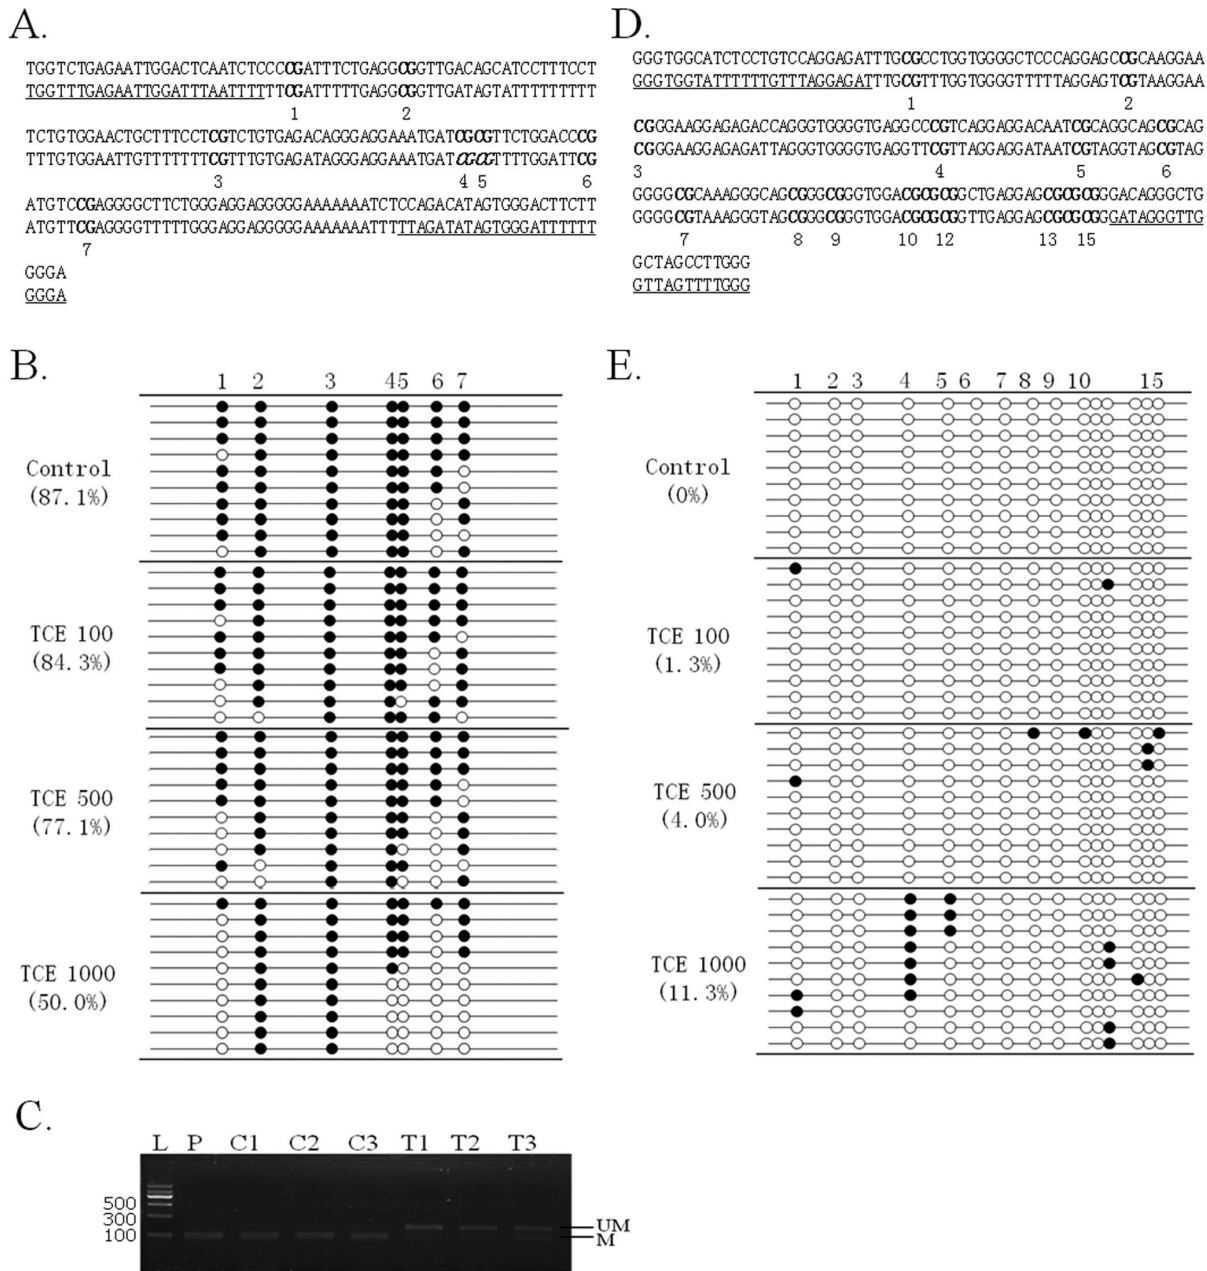 A.
TGGTCTGAGAATTGGACTCAATCTCCCCGATTTCTGAGGCGGTTGACAGCATCCTTTCCT
TGGTTTGAGAATTGGATTTAATTTTTTCGATTTTTGAGGCGGTTGATAGTATTTTTTTTT
1 2
TCTGTGGAACTGCTTTCCTCGTCTGTGAGACAGGGAGGAAATGATCGCGTTCTGGACCCG
TTTGTGGAATTGTTTTTTTCGTTTGTGAGATAGGGAGGAAATGATCGCGTTTTGGATTCG
3 4 5 6
ATGTCCGAGGGGCTTCTGGGAGGAGGGGGAAAAAAATCTCCAGACATAGTGGGACTTCTT
ATGTTCGAGGGGTTTTTGGGAGGAGGGGGAAAAAAATTTTTAGATATAGTGGGATTTTTT
7
GGGA
GGGA
D.
GGGTGGCATCTCCTGTCCAGGAGATTTGCGCCTGGTGGGGCTCCCAGGAGCCGCAAGGAA
GGGTGGTATTTTTTGTTTAGGAGATTTGCGTTTGGTGGGGTTTTTAGGAGTCGTAAGGAA
1 2
CGGGAAGGAGAGACCAGGGTGGGGTGAGGCCCGTCAGGAGGACAATCGCAGGCAGCGCAG
CGGGAAGGAGAGATTAGGGTGGGGTGAGGTTCGTTAGGAGGATAATCGTAGGTAGCGTAG
3 4 5 6
GGGGCGCAAAGGGCAGCGGGCGGGTGGACGCGCGGCTGAGGAGCGCGCGGGACAGGGCTG
GGGGCGTAAAGGGTAGCGGGCGGGTGGACGCGCGGTTGAGGAGCGCGCGGGATAGGGTTG
7 8 9 10 12 13 15
GCTAGCCTTGGG
GTTAGTTTTGGG
B.
1 2 3 45 6 7
Control
(87.1%)
TCE 100
(84.3%)
TCE 500
(77.1%)
TCE 1000
(50.0%)
E.
1 2 3 4 5 6 7 8 9 10 15
Control
(0%)
TCE 100
(1.3%)
TCE 500
(4.0%)
TCE 1000
(11.3%)
C.
L P C1 C2 C3 T1 T2 T3
500
300
100
UM
M